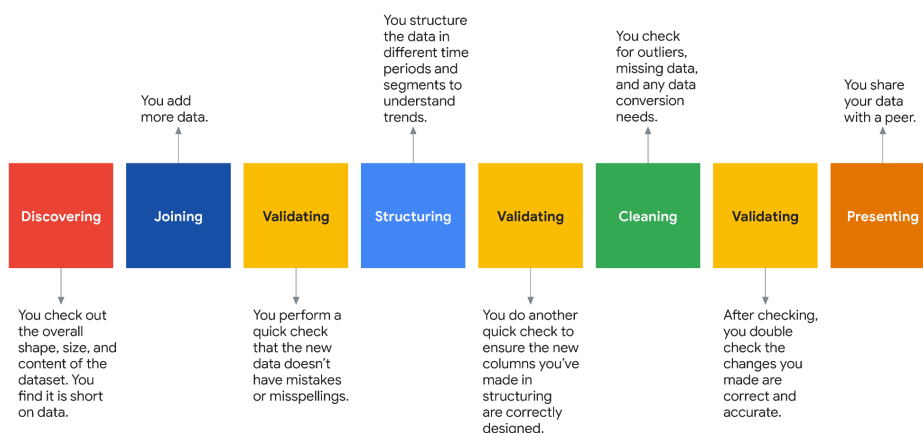 You structure
the data in
different time
periods and
segments to
understand
trends.
You check
for outliers,
missing data,
and any data
conversion
needs.
You add
more data.
You share
your data
with a peer.
Discovering
Joining
Validating
Structuring
Validating
Cleaning
Validating
Presenting
You check out
the overall
shape, size, and
content of the
dataset. You
find it is short
on data.
You perform a
quick check
that the new
data doesn’t
have mistakes
or misspellings.
You do another
quick check to
ensure the new
columns you’ve
made in
structuring
are correctly
designed.
After checking,
you double
check the
changes you
made are
correct and
accurate.